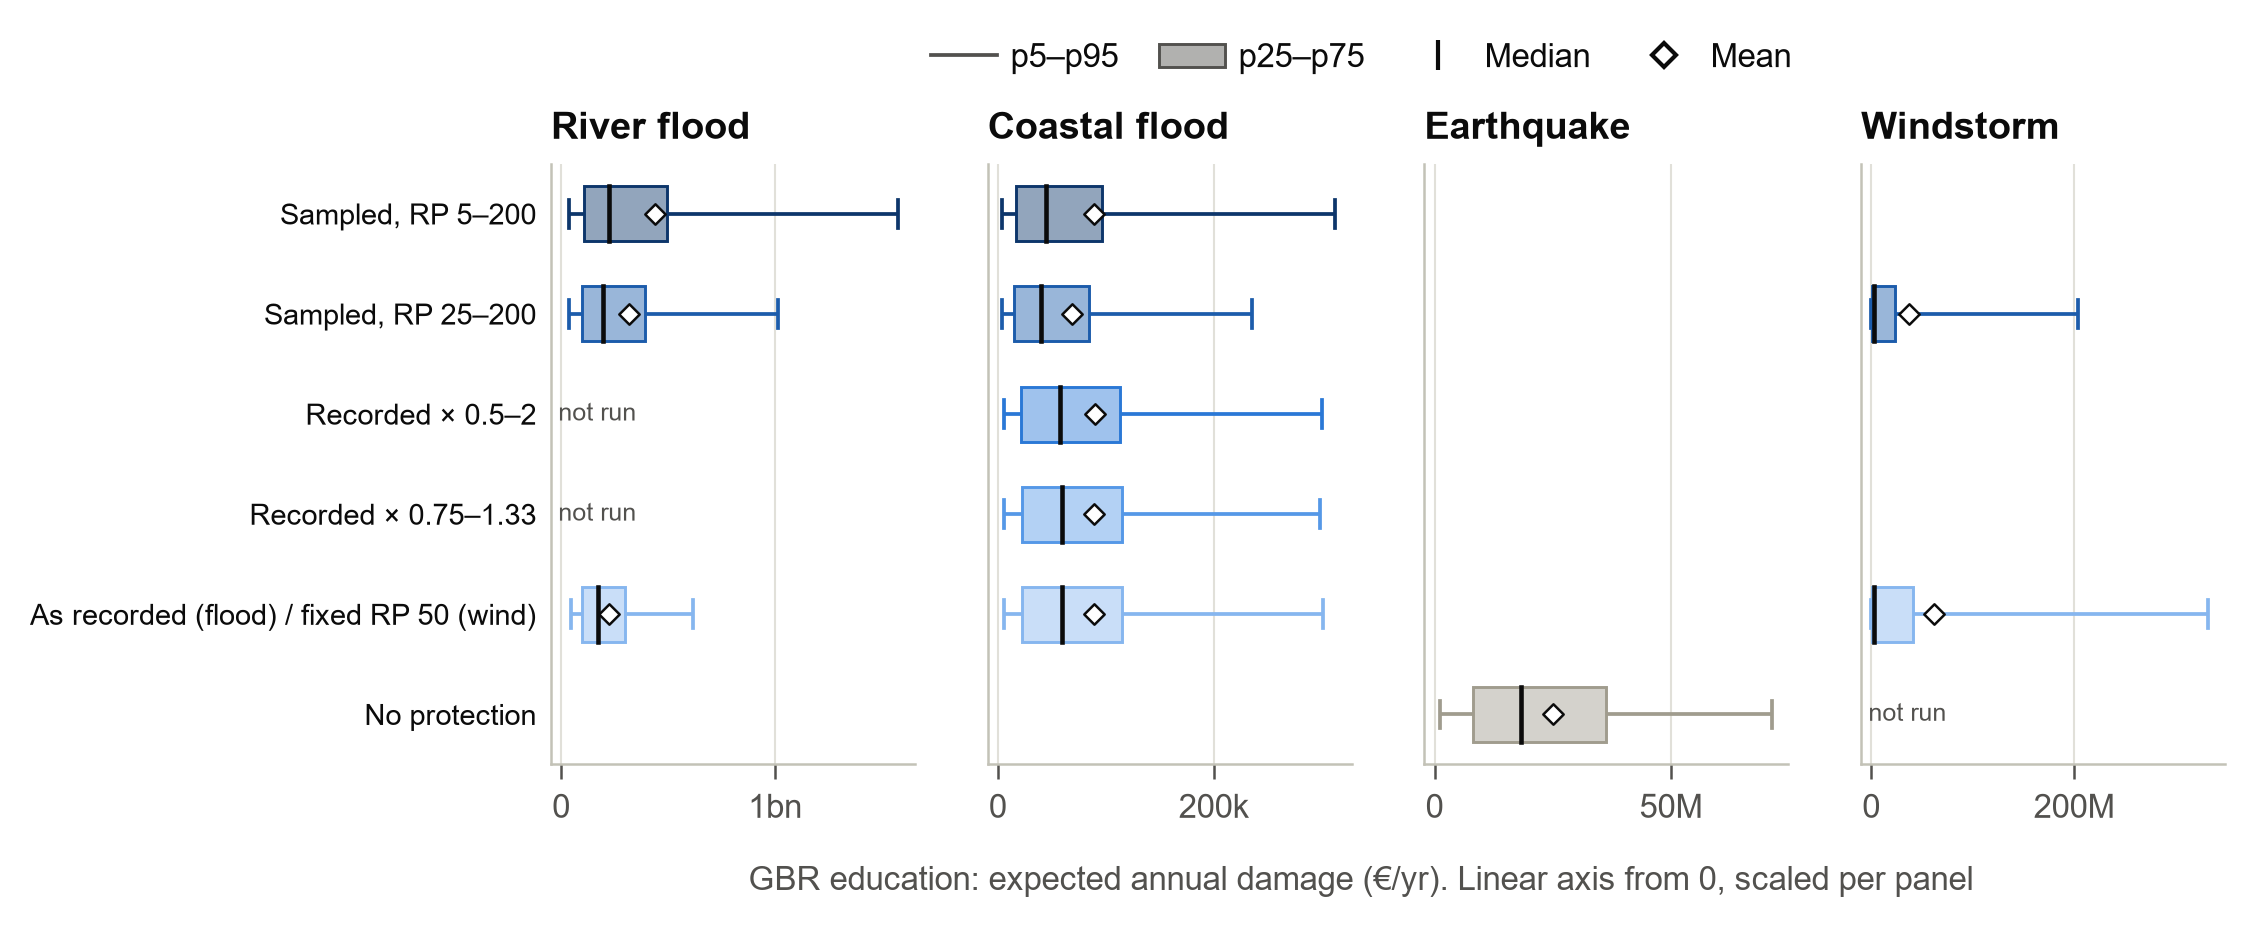 p5–p95 p25–p75 Median Mean
River flood Coastal flood Earthquake Windstorm
Sampled, RP 5–200
Sampled, RP 25–200
Recorded × 0.5–2 not run
Recorded × 0.75–1.33 not run
As recorded (flood) / fixed RP 50 (wind)
No protection not run
0 1bn 0 200k 0 50M 0 200M
GBR education: expected annual damage (€/yr). Linear axis from 0, scaled per panel